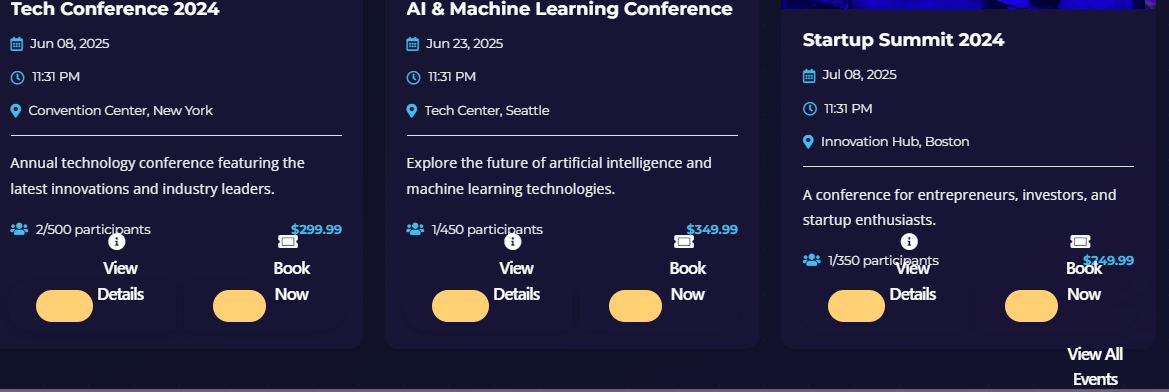 Tech Conference 2024
Jun 08, 2025
11:31 PM
Convention Center, New York
Annual technology conference featuring the
latest innovations and industry leaders.
2/500 participants
$299.99
View
Details
Book
Now
AI & Machine Learning Conference
Jun 23, 2025
11:31 PM
Tech Center, Seattle
Explore the future of artificial intelligence and
machine learning technologies.
1/450 participants
$349.99
View
Details
Book
Now
Startup Summit 2024
Jul 08, 2025
11:31 PM
Innovation Hub, Boston
A conference for entrepreneurs, investors, and
startup enthusiasts.
1/350 participants
$249.99
View
Details
Book
Now
View All
Events